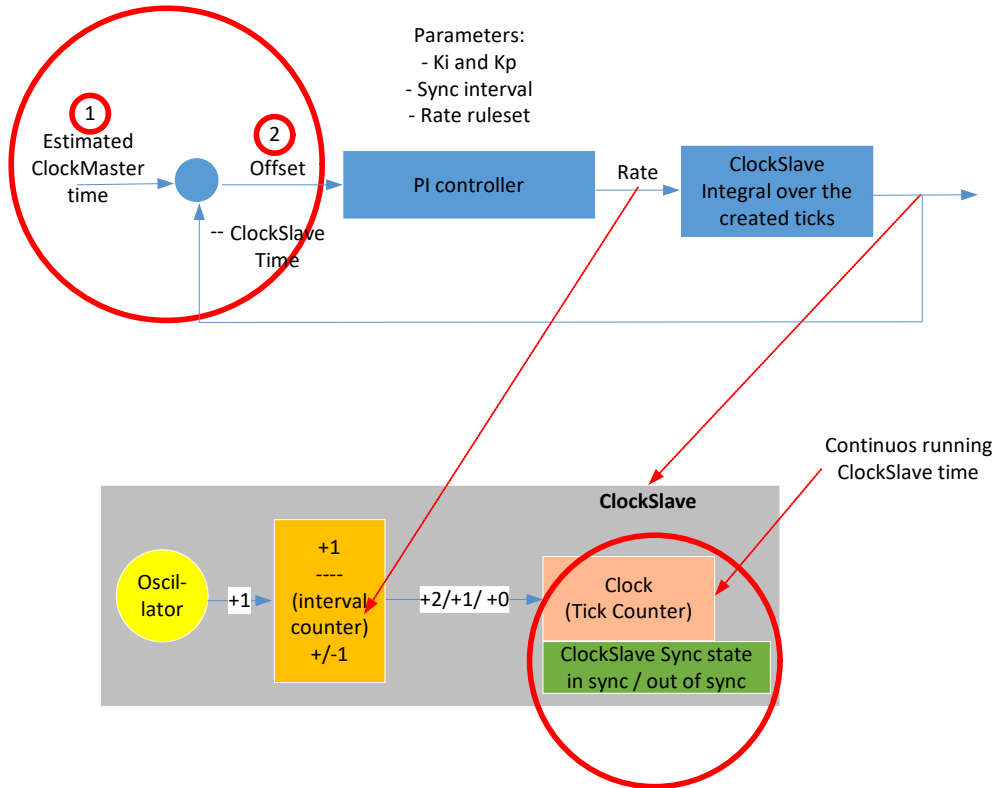 Parameters:
- Ki and Kp
- Sync interval
- Rate ruleset
1
Estimated
ClockMaster
time
2
Offset
PI controller
Rate
ClockSlave
Integral over the
created ticks
-- ClockSlave
Time
Continuos running
ClockSlave time
ClockSlave
Oscil-
lator
+1
+1
----
(interval
counter)
+/-1
+2/+1/ +0
Clock
(Tick Counter)
ClockSlave Sync state
in sync / out of sync